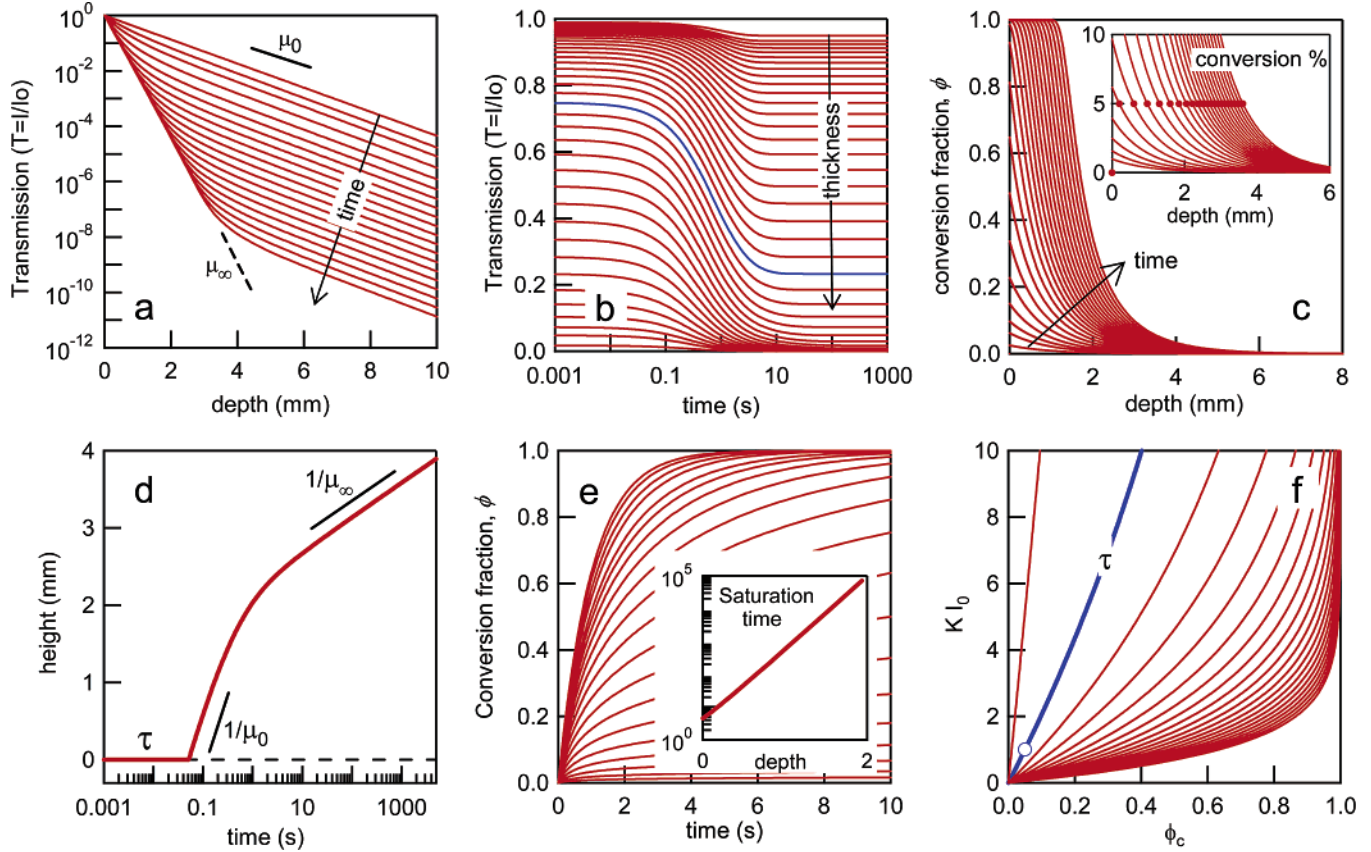 Transmission (T=I/Io)
10^0
10^-2
10^-4
10^-6
10^-8
10^-10
10^-12
μ0
μ∞
time
a
0 2 4 6 8 10
depth (mm)
Transmission (T=I/Io)
1.0
0.8
0.6
0.4
0.2
0.0
thickness
b
0.001 0.1 10 1000
time (s)
conversion fraction, ϕ
1.0
0.8
0.6
0.4
0.2
0.0
10
5
0
conversion %
0 2 4 6
depth (mm)
time
c
0 2 4 6 8
depth (mm)
height (mm)
4
3
2
1
0
d
1/μ∞
1/μ0
τ
0.001 0.1 10 1000
time (s)
Conversion fraction, ϕ
1.0
0.8
0.6
0.4
0.2
0.0
e
10^5
Saturation
time
10^0
0 depth 2
0 2 4 6 8 10
time (s)
K I0
10
8
6
4
2
0
f
τ
0.0 0.2 0.4 0.6 0.8 1.0
ϕc